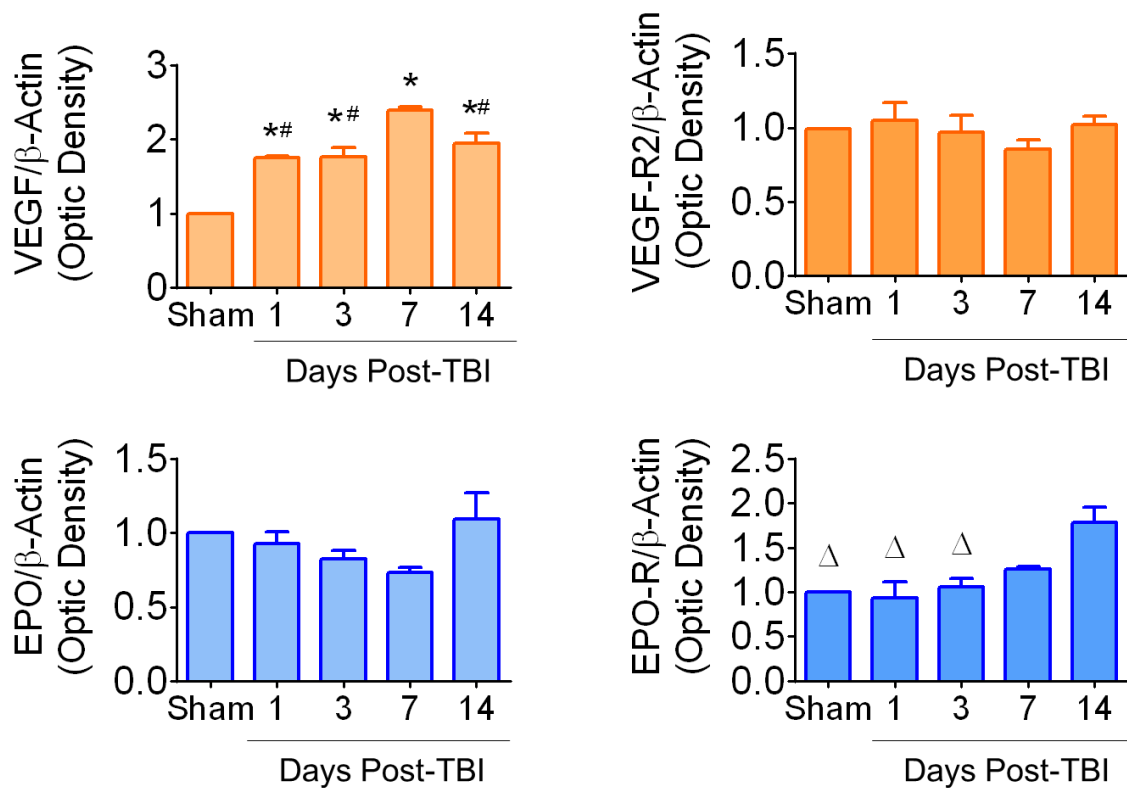 VEGF/β-Actin
(Optic Density)
3
2
1
0
*#
*#
*
*#
Sham 1 3 7 14
Days Post-TBI
VEGF-R2/β-Actin
(Optic Density)
1.5
1.0
0.5
0.0
Sham 1 3 7 14
Days Post-TBI
EPO/β-Actin
(Optic Density)
1.5
1.0
0.5
0.0
Sham 1 3 7 14
Days Post-TBI
EPO-R/β-Actin
(Optic Density)
2.5
2.0
1.5
1.0
0.5
0.0
Δ Δ Δ
Sham 1 3 7 14
Days Post-TBI